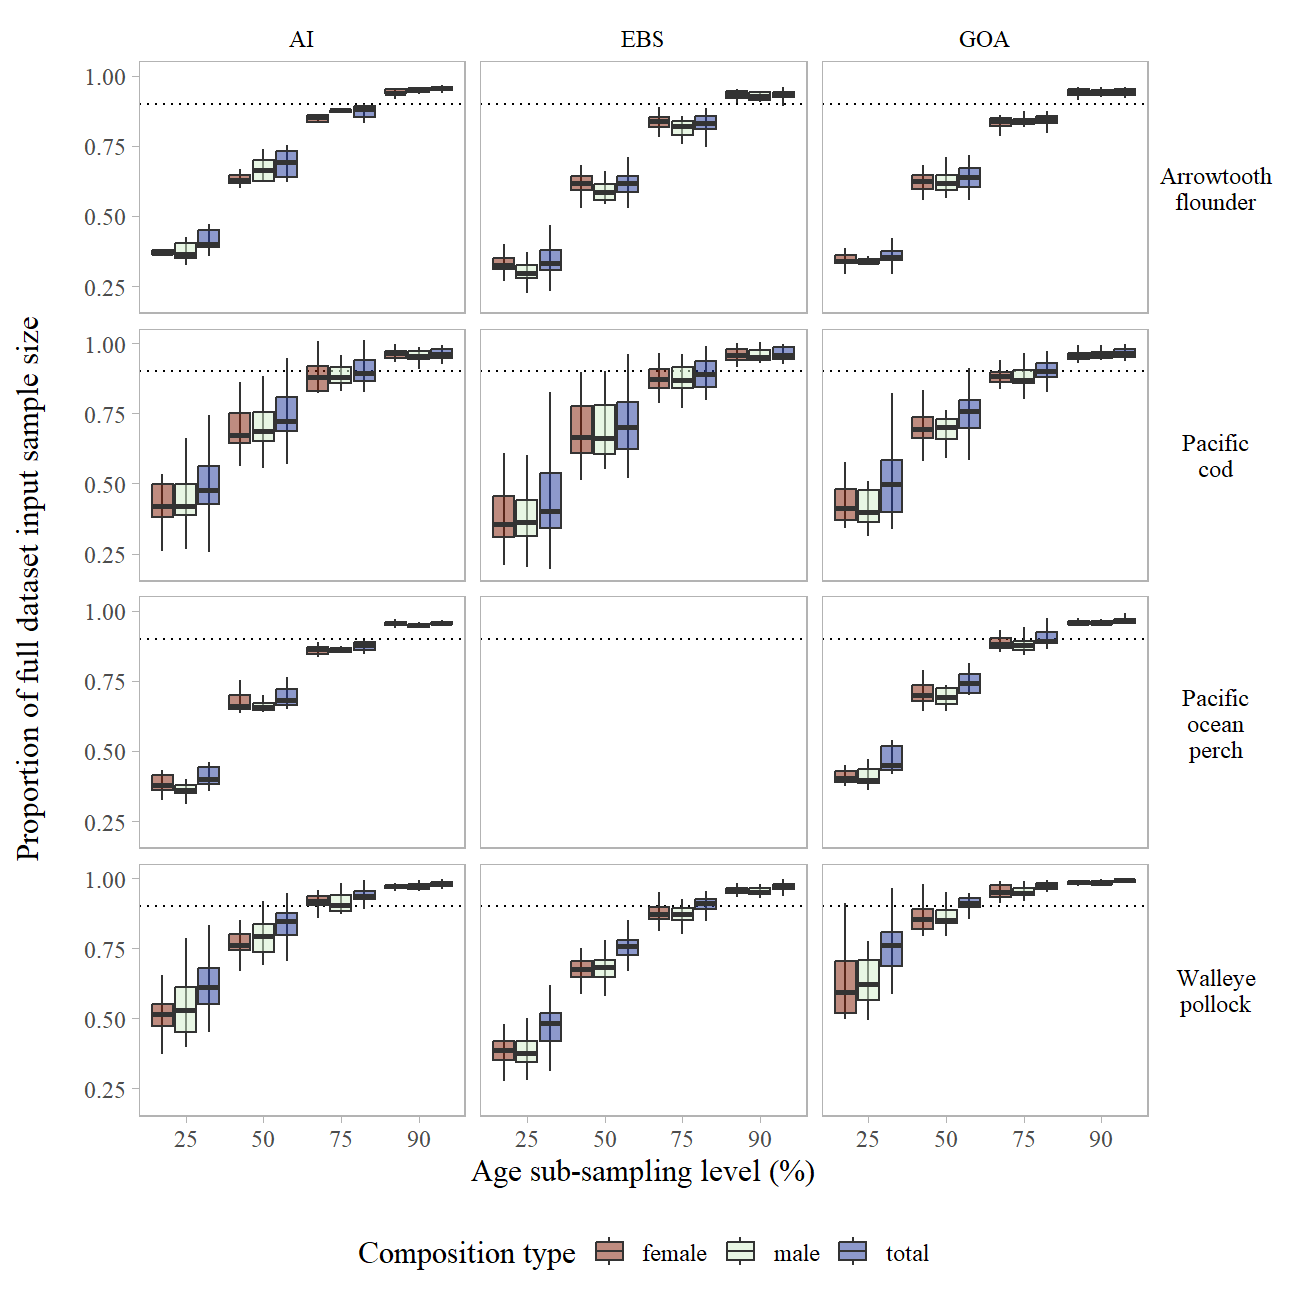 AI EBS GOA
1.00
0.75
0.50
0.25
Arrowtooth
flounder
1.00
0.75
0.50
0.25
Pacific
cod
1.00
0.75
0.50
0.25
Pacific
ocean
perch
1.00
0.75
0.50
0.25
Walleye
pollock
Proportion of full dataset input sample size
25 50 75 90 25 50 75 90 25 50 75 90
Age sub-sampling level (%)
Composition type female male total